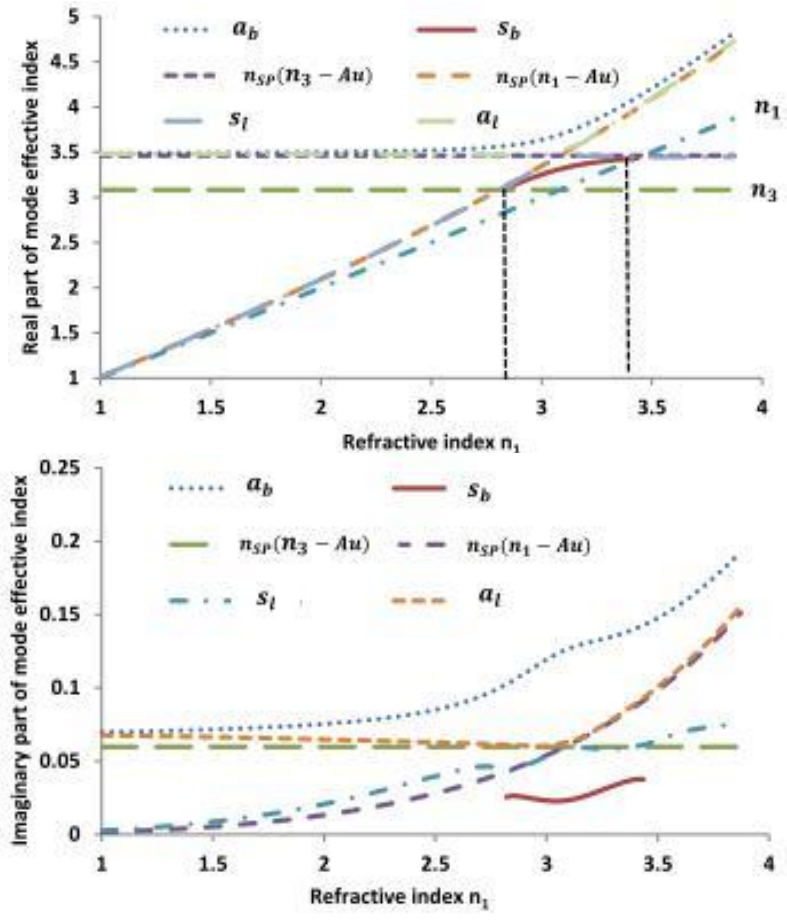 Real part of mode effective index
5
4.5
4
3.5
3
2.5
2
1.5
1
a_b
s_b
n_SP(n_3 − Au)
n_SP(n_1 − Au)
s_l
a_l
n_1
n_3
1 1.5 2 2.5 3 3.5 4
Refractive index n_1
Imaginary part of mode effective index
0.25
0.2
0.15
0.1
0.05
0
a_b
s_b
n_SP(n_3 − Au)
n_SP(n_1 − Au)
s_l
a_l
1 1.5 2 2.5 3 3.5 4
Refractive index n_1